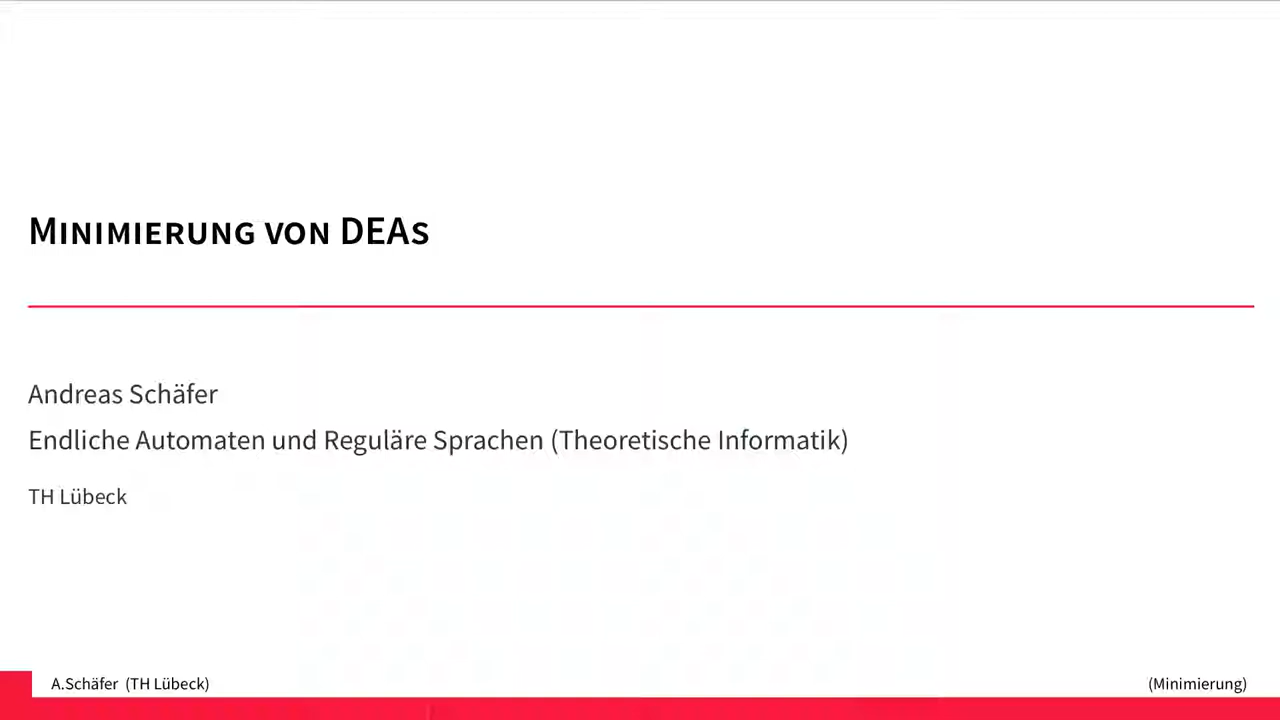 Minimierung von DEAs
Andreas Schäfer
Endliche Automaten und Reguläre Sprachen (Theoretische Informatik)
TH Lübeck
A.Schäfer (TH Lübeck)
(Minimierung)